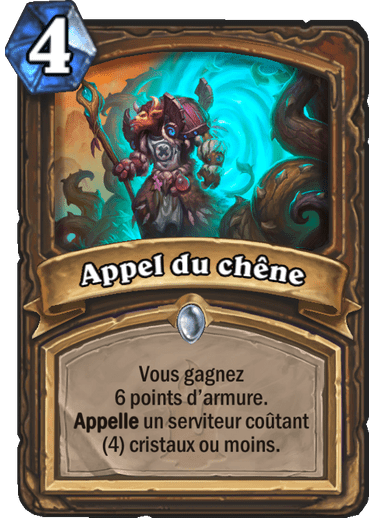 4
Appel du chêne
Vous gagnez
6 points d’armure.
Appelle un serviteur coûtant
(4) cristaux ou moins.